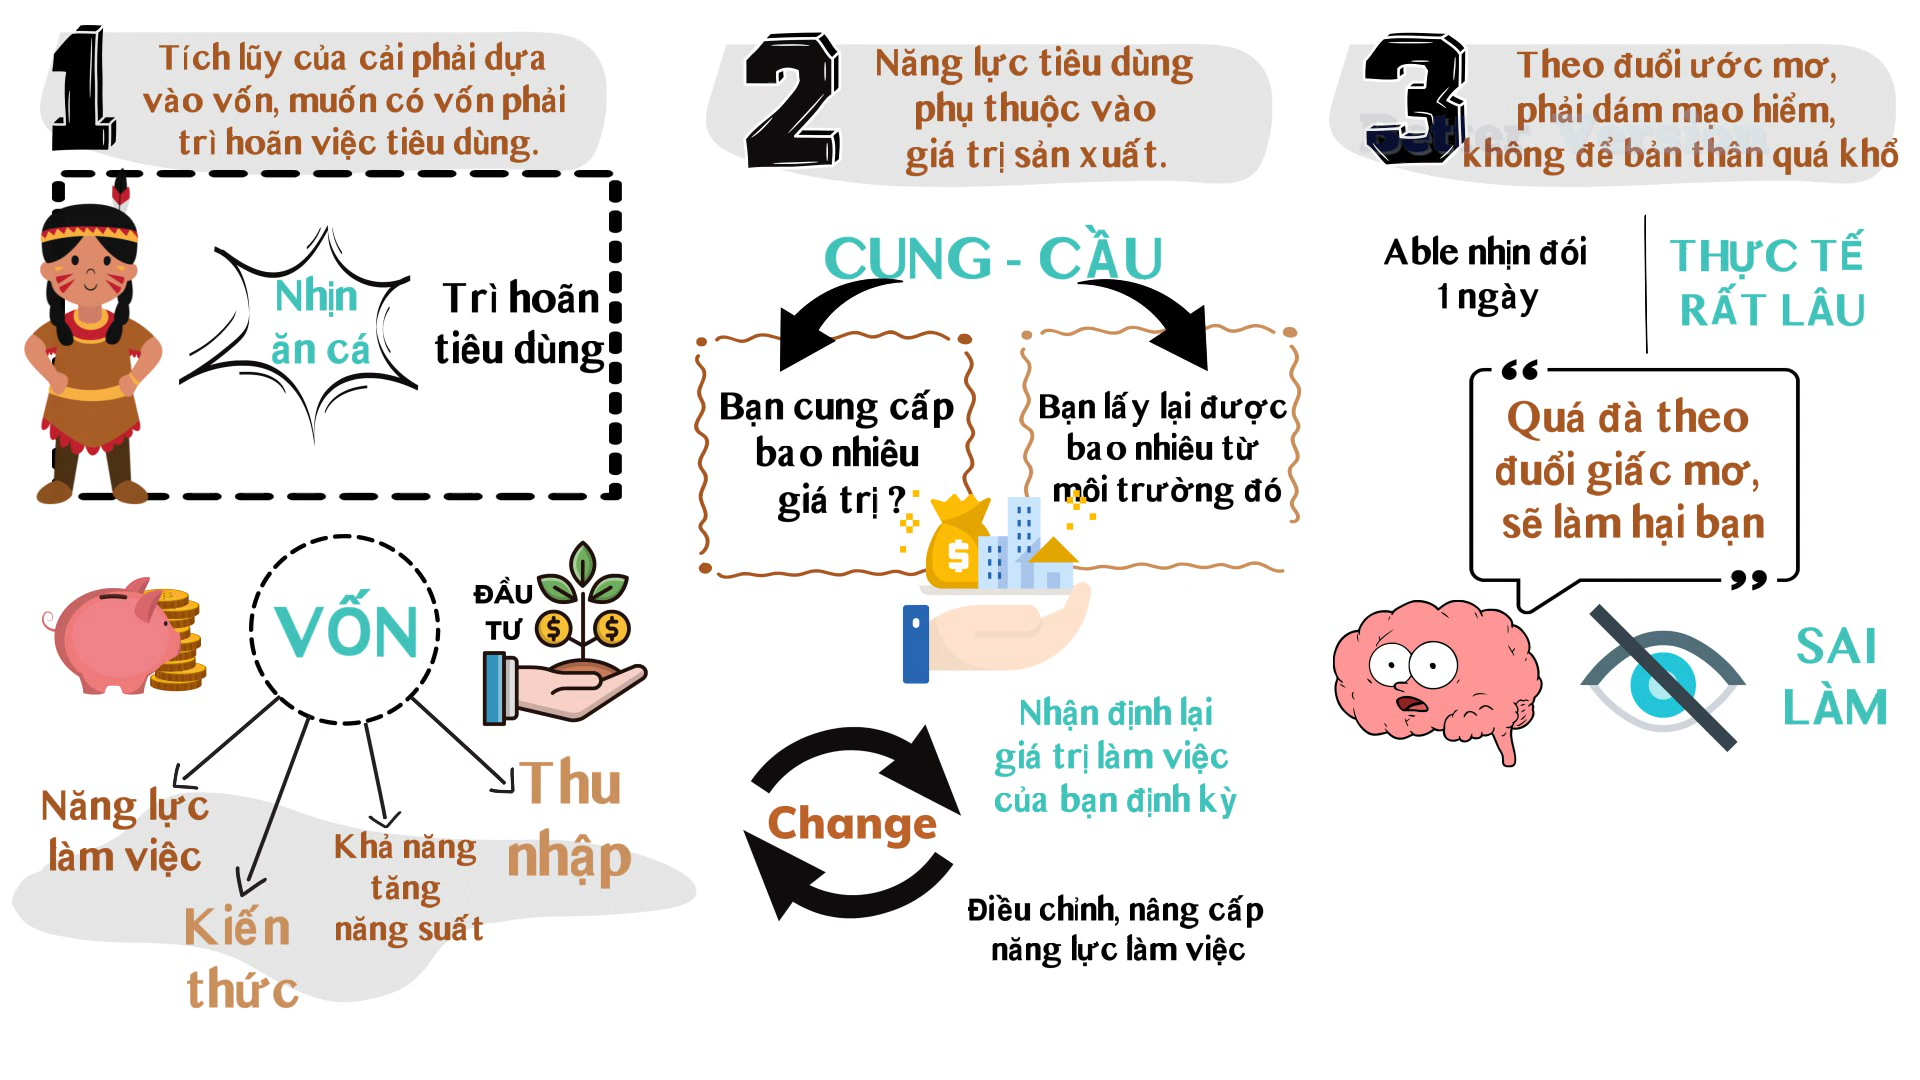 1
Tích lũy của cải phải dựa
vào vốn, muốn có vốn phải
trì hoãn việc tiêu dùng.
Nhịn
ăn cá
Trì hoãn
tiêu dùng
VỐN
ĐẦU
TƯ
$ $
Năng lực
làm việc
Kiến
thức
Khả năng
tăng
năng suất
Thu
nhập
2
Năng lực tiêu dùng
phụ thuộc vào
giá trị sản xuất.
CUNG - CẦU
Bạn cung cấp
bao nhiêu
giá trị ?
Bạn lấy lại được
bao nhiêu từ
môi trường đó
$
Change
Nhận định lại
giá trị làm việc
của bạn định kỳ
Điều chỉnh, nâng cấp
năng lực làm việc
3
Theo đuổi ước mơ,
phải dám mạo hiểm,
không để bản thân quá khổ
Better Version
Able nhịn đói
1 ngày
THỰC TẾ
RẤT LÂU
“
Quá đà theo
đuổi giấc mơ,
sẽ làm hại bạn
”
SAI
LÀM